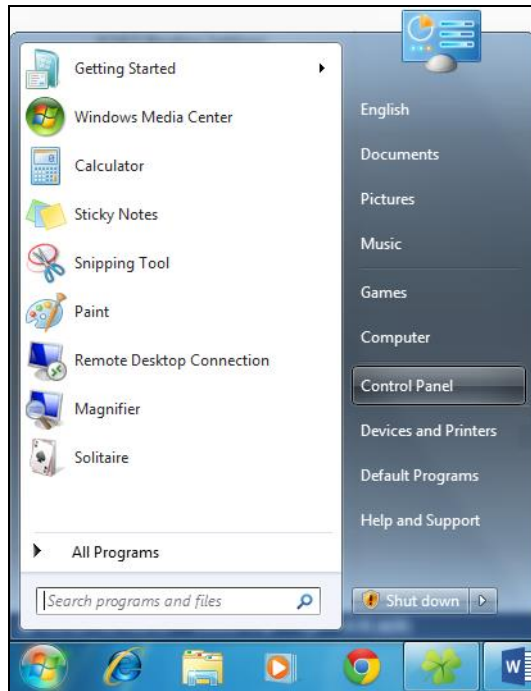 Getting Started
Windows Media Center
Calculator
Sticky Notes
Snipping Tool
Paint
Remote Desktop Connection
Magnifier
Solitaire
All Programs
Search programs and files
English
Documents
Pictures
Music
Games
Computer
Control Panel
Devices and Printers
Default Programs
Help and Support
Shut down
W